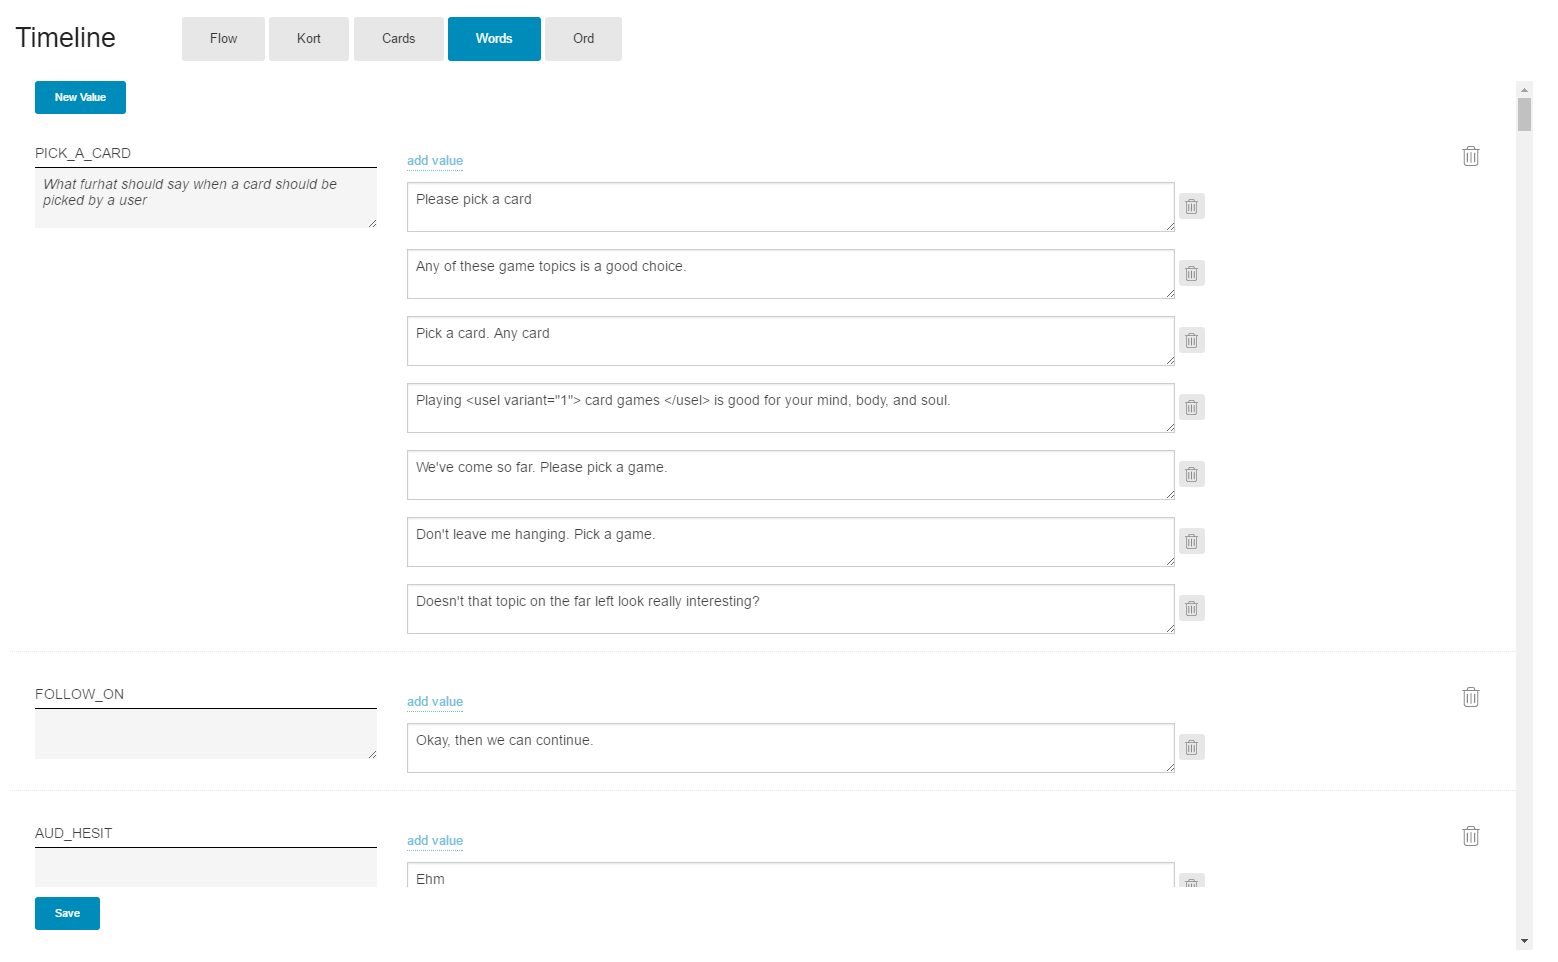 Timeline
Flow
Kort
Cards
Words
Ord
New Value
PICK_A_CARD
What furhat should say when a card should be
picked by a user
add value
Please pick a card
Any of these game topics is a good choice.
Pick a card. Any card
Playing <usel variant="1"> card games </usel> is good for your mind, body, and soul.
We've come so far. Please pick a game.
Don't leave me hanging. Pick a game.
Doesn't that topic on the far left look really interesting?
FOLLOW_ON
add value
Okay, then we can continue.
AUD_HESIT
add value
Ehm
Save